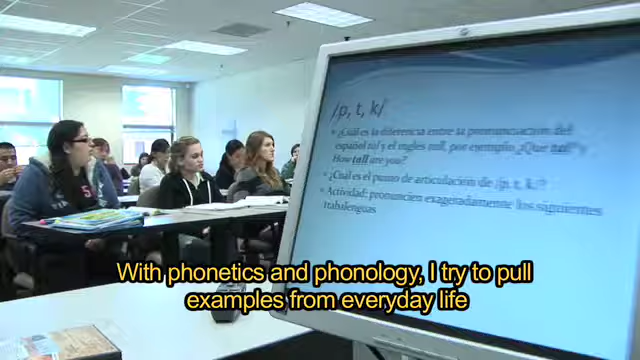 /p, t, k/
¿Cuál es la diferencia entre la pronunciación del
español tal y el inglés tall, por ejemplo ¿Qué tal? y
How tall are you?
¿Cuál es el punto de articulación de /p, t, k/?
Actividad: pronuncien exageradamente los siguientes
trabalenguas
With phonetics and phonology, I try to pull
examples from everyday life